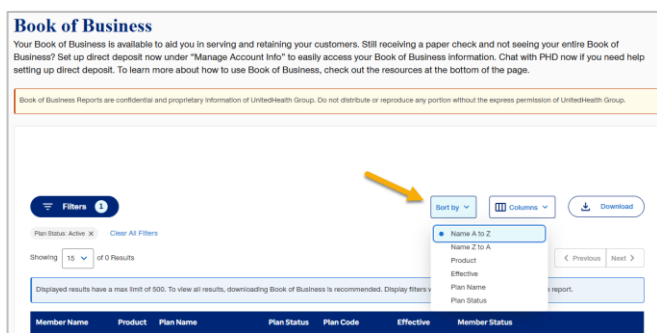 Book of Business
Your Book of Business is available to aid you in serving and retaining your customers. Still receiving a paper check and not seeing your entire Book of
Business? Set up direct deposit now under "Manage Account Info" to easily access your Book of Business information. Chat with PHD now if you need help
setting up direct deposit. To learn more about how to use Book of Business, check out the resources at the bottom of the page.
Book of Business Reports are confidential and proprietary information of UnitedHealth Group. Do not distribute or reproduce any portion without the express permission of UnitedHealth Group.
Filters 1 Sort by Columns Download
Plan Status: Active X Clear All Filters
Name A to Z
Name Z to A
Showing 15 of 0 Results Product Previous Next
Effective
Plan Name
Displayed results have a max limit of 500. To view all results, downloading Book of Business is recommended. Display filters report.
Plan Status
Member Name Product Plan Name Plan Status Plan Code Effective Member Status